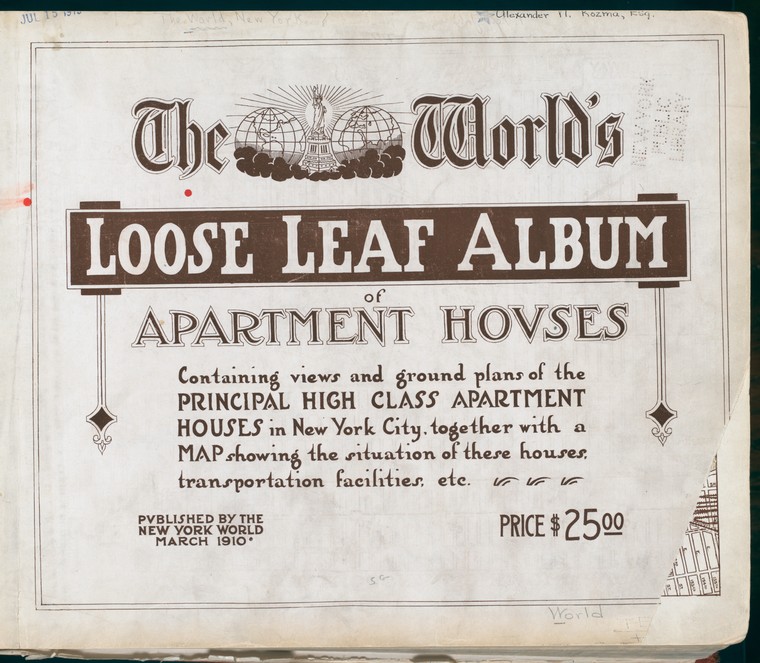 JUL 15 19
The World, New York
Alexander M. Kozma, Esq.
The World's
NEW YORK
PUBLIC
LIBRARY
LOOSE LEAF ALBUM
of
APARTMENT HOVSES
Containing views and ground plans of the
PRINCIPAL HIGH CLASS APARTMENT
HOUSES in New York City, together with a
MAP showing the situation of these houses,
transportation facilities, etc.
PVBLISHED BY THE
NEW YORK WORLD
MARCH 1910.
PRICE $2500
World